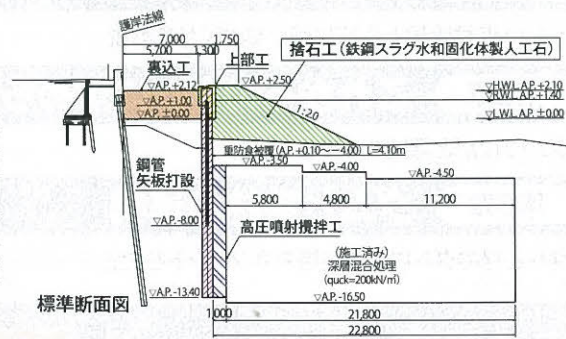 護岸法線
7,000
1,750
5,700
1,300
裏込工
上部工
捨石工(鉄鋼スラグ水和固化体製人工石)
▽A.P.+2.12
▽A.P.+2.50
▽H.W.L.A.P.+2.10
▽R.W.L.A.P.+1.40
▽A.P.+1.00
▽A.P.±0.00
▽L.W.L.A.P.±0.00
1:2.0
重防食被覆(A.P.+0.10〜−4.00) L=4.10m
▽A.P.-3.50
▽A.P.-4.00
▽A.P.-4.50
鋼管
矢板打設
5,800
4,800
11,200
▽A.P.-8.00
高圧噴射攪拌工
(施工済み)
深層混合処理
(quck=200kN/㎡)
▽A.P.-13.40
▽A.P.-16.50
標準断面図
1,000
21,800
22,800